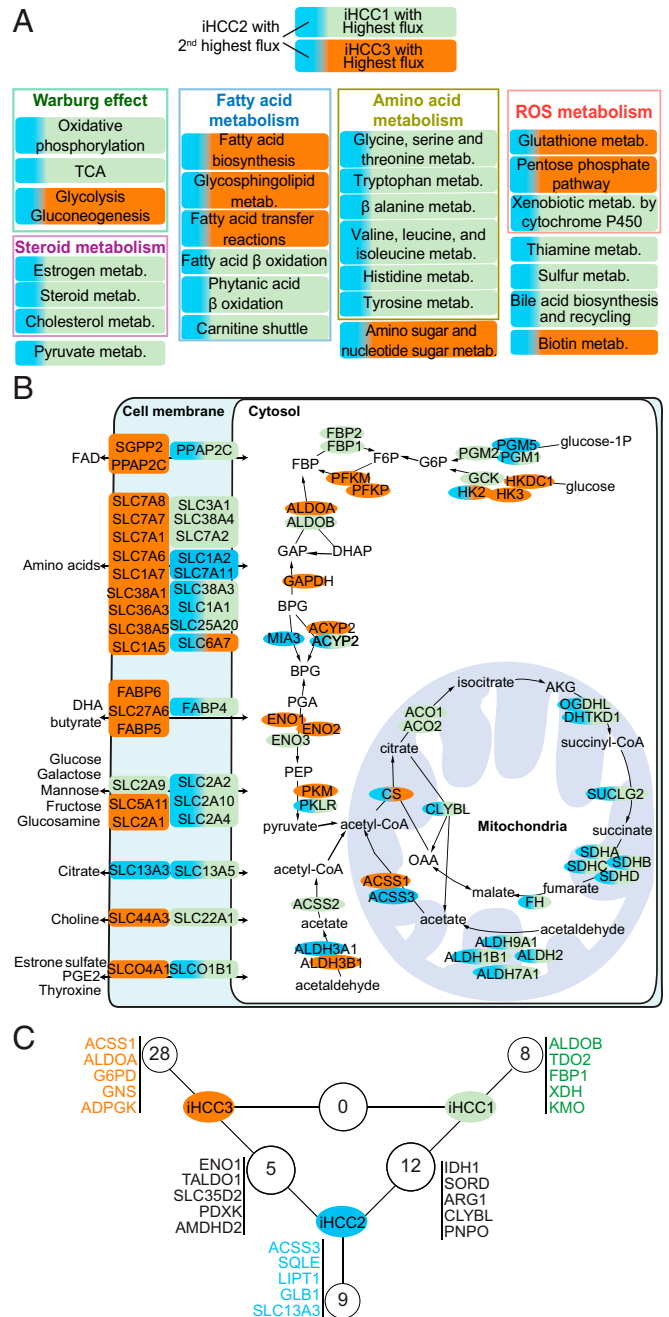 A
iHCC2 with
2nd highest flux
iHCC1 with
Highest flux
iHCC3 with
Highest flux
Warburg effect
Oxidative
phosphorylation
TCA
Glycolysis
Gluconeogenesis
Steroid metabolism
Estrogen metab.
Steroid metab.
Cholesterol metab.
Pyruvate metab.
Fatty acid
metabolism
Fatty acid
biosynthesis
Glycosphingolipid
metab.
Fatty acid transfer
reactions
Fatty acid β oxidation
Phytanic acid
β oxidation
Carnitine shuttle
Amino acid
metabolism
Glycine, serine and
threonine metab.
Tryptophan metab.
β alanine metab.
Valine, leucine, and
isoleucine metab.
Histidine metab.
Tyrosine metab.
Amino sugar and
nucleotide sugar metab.
ROS metabolism
Glutathione metab.
Pentose phosphate
pathway
Xenobiotic metab. by
cytochrome P450
Thiamine metab.
Sulfur metab.
Bile acid biosynthesis
and recycling
Biotin metab.
B
Cell membrane
Cytosol
FAD
SGPP2
PPAP2C
PPAP2C
Amino acids
SLC7A8
SLC7A7
SLC7A1
SLC7A6
SLC1A7
SLC38A1
SLC36A3
SLC38A5
SLC1A5
SLC3A1
SLC38A4
SLC7A2
SLC1A2
SLC7A11
SLC38A3
SLC1A1
SLC25A20
SLC6A7
DHA
butyrate
FABP6
SLC27A6
FABP5
FABP4
Glucose
Galactose
Mannose
Fructose
Glucosamine
SLC2A9
SLC5A11
SLC2A1
SLC2A2
SLC2A10
SLC2A4
Citrate
SLC13A3
SLC13A5
Choline
SLC44A3
SLC22A1
Estrone sulfate
PGE2
Thyroxine
SLCO4A1
SLCO1B1
FBP2
FBP1
FBP
F6P
PFKM
PFKP
G6P
PGM2
PGM5
PGM1
glucose-1P
GCK
HKDC1
HK2
HK3
glucose
ALDOA
ALDOB
GAP
DHAP
GAPDH
BPG
MIA3
ACYP2
ACYP2
BPG
PGA
ENO1
ENO2
ENO3
PEP
PKM
PKLR
pyruvate
acetyl-CoA
acetyl-CoA
ACSS2
acetate
ALDH3A1
ALDH3B1
acetaldehyde
isocitrate
AKG
ACO1
ACO2
citrate
OGDHL
DHTKD1
succinyl-CoA
CS
CLYBL
SUCLG2
Mitochondria
succinate
OAA
SDHA
SDHB
SDHC
SDHD
ACSS1
ACSS3
malate
FH
fumarate
acetate
acetaldehyde
ALDH9A1
ALDH1B1
ALDH2
ALDH7A1
C
ACSS1
ALDOA
G6PD
GNS
ADPGK
28
8
ALDOB
TDO2
FBP1
XDH
KMO
iHCC3
0
iHCC1
ENO1
TALDO1
SLC35D2
PDXK
AMDHD2
5
12
IDH1
SORD
ARG1
CLYBL
PNPO
iHCC2
ACSS3
SQLE
LIPT1
GLB1
SLC13A3
9